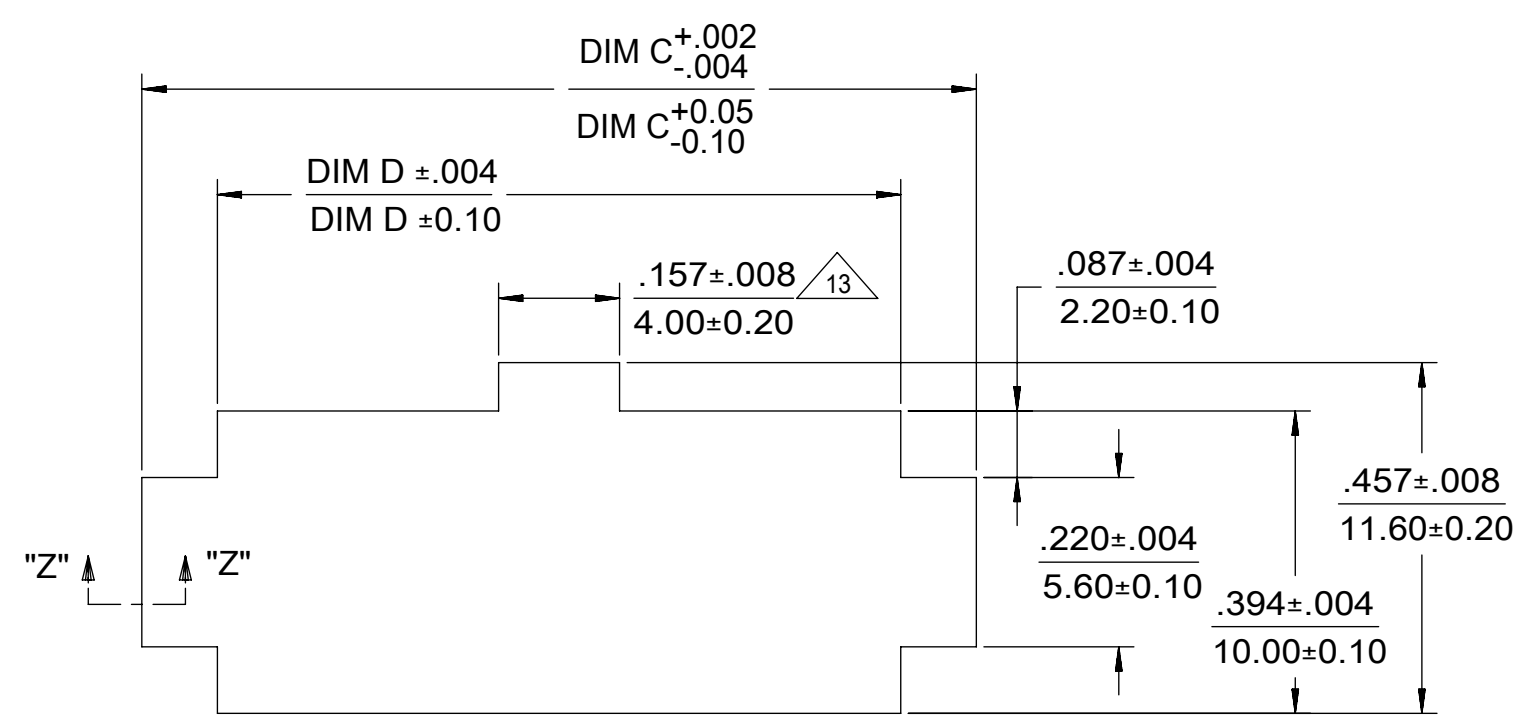 DIM C +.002
-.004
DIM C +0.05
-0.10
DIM D ±.004
DIM D ±0.10
.157±.008
13
4.00±0.20
.087±.004
2.20±0.10
.457±.008
11.60±0.20
.220±.004
5.60±0.10
"Z" "Z"
.394±.004
10.00±0.10